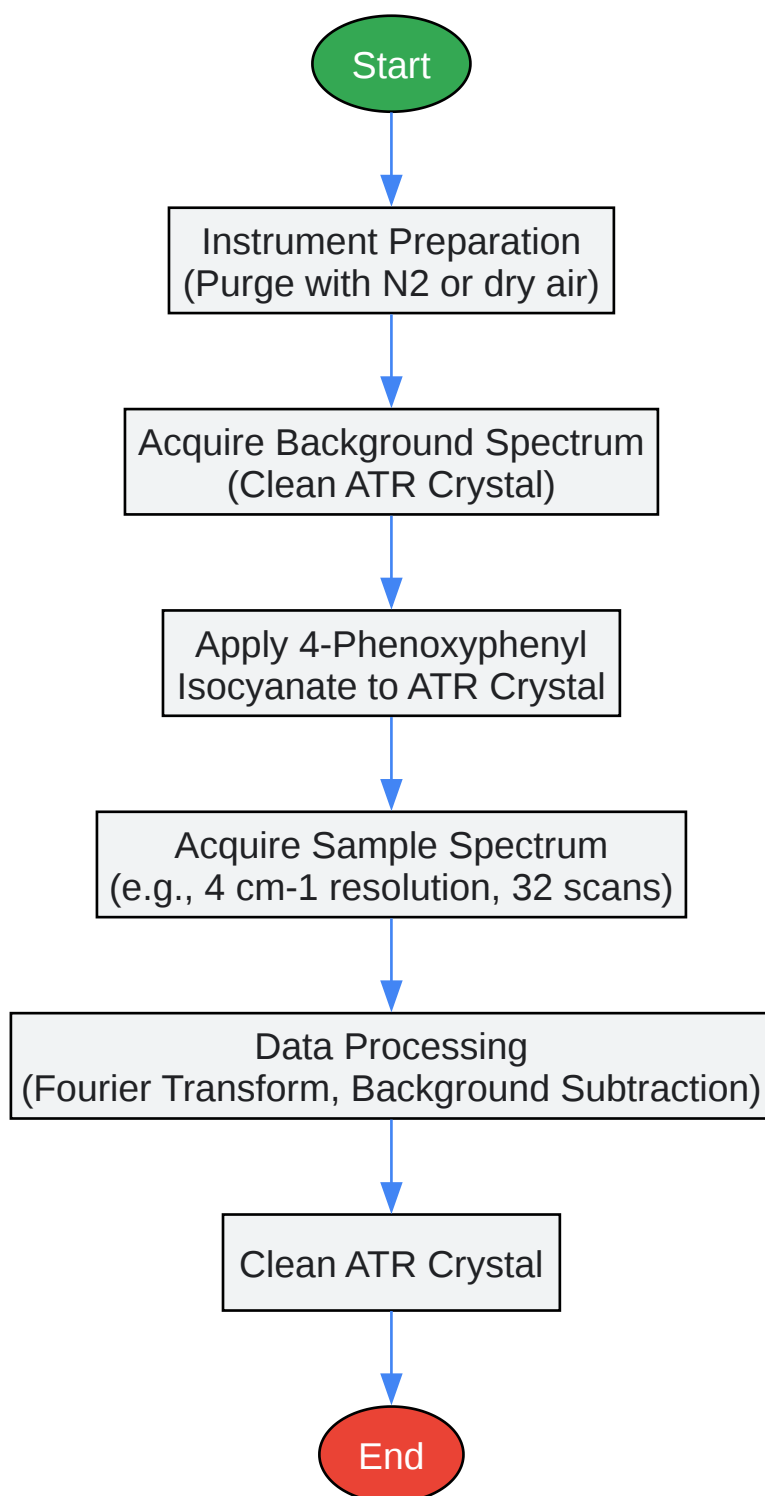 Start
Instrument Preparation
(Purge with N2 or dry air)
Acquire Background Spectrum
(Clean ATR Crystal)
Apply 4-Phenoxyphenyl
Isocyanate to ATR Crystal
Acquire Sample Spectrum
(e.g., 4 cm-1 resolution, 32 scans)
Data Processing
(Fourier Transform, Background Subtraction)
Clean ATR Crystal
End